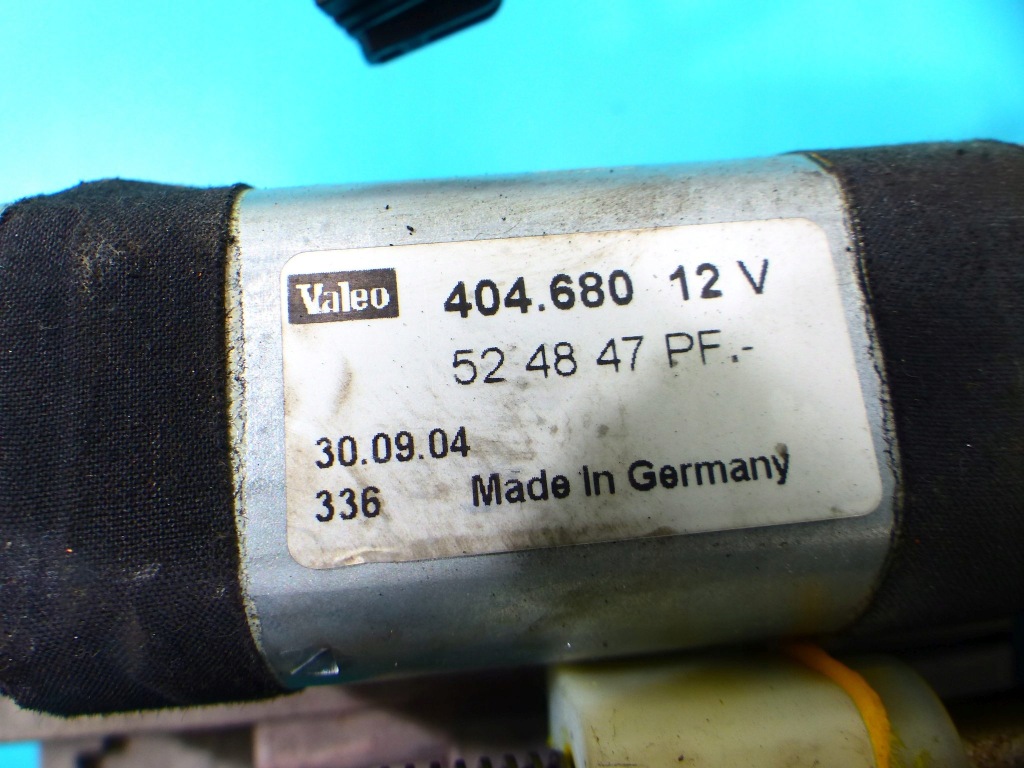 Valeo 404.680 12 V
52 48 47 PF.-
30.09.04
336 Made In Germany